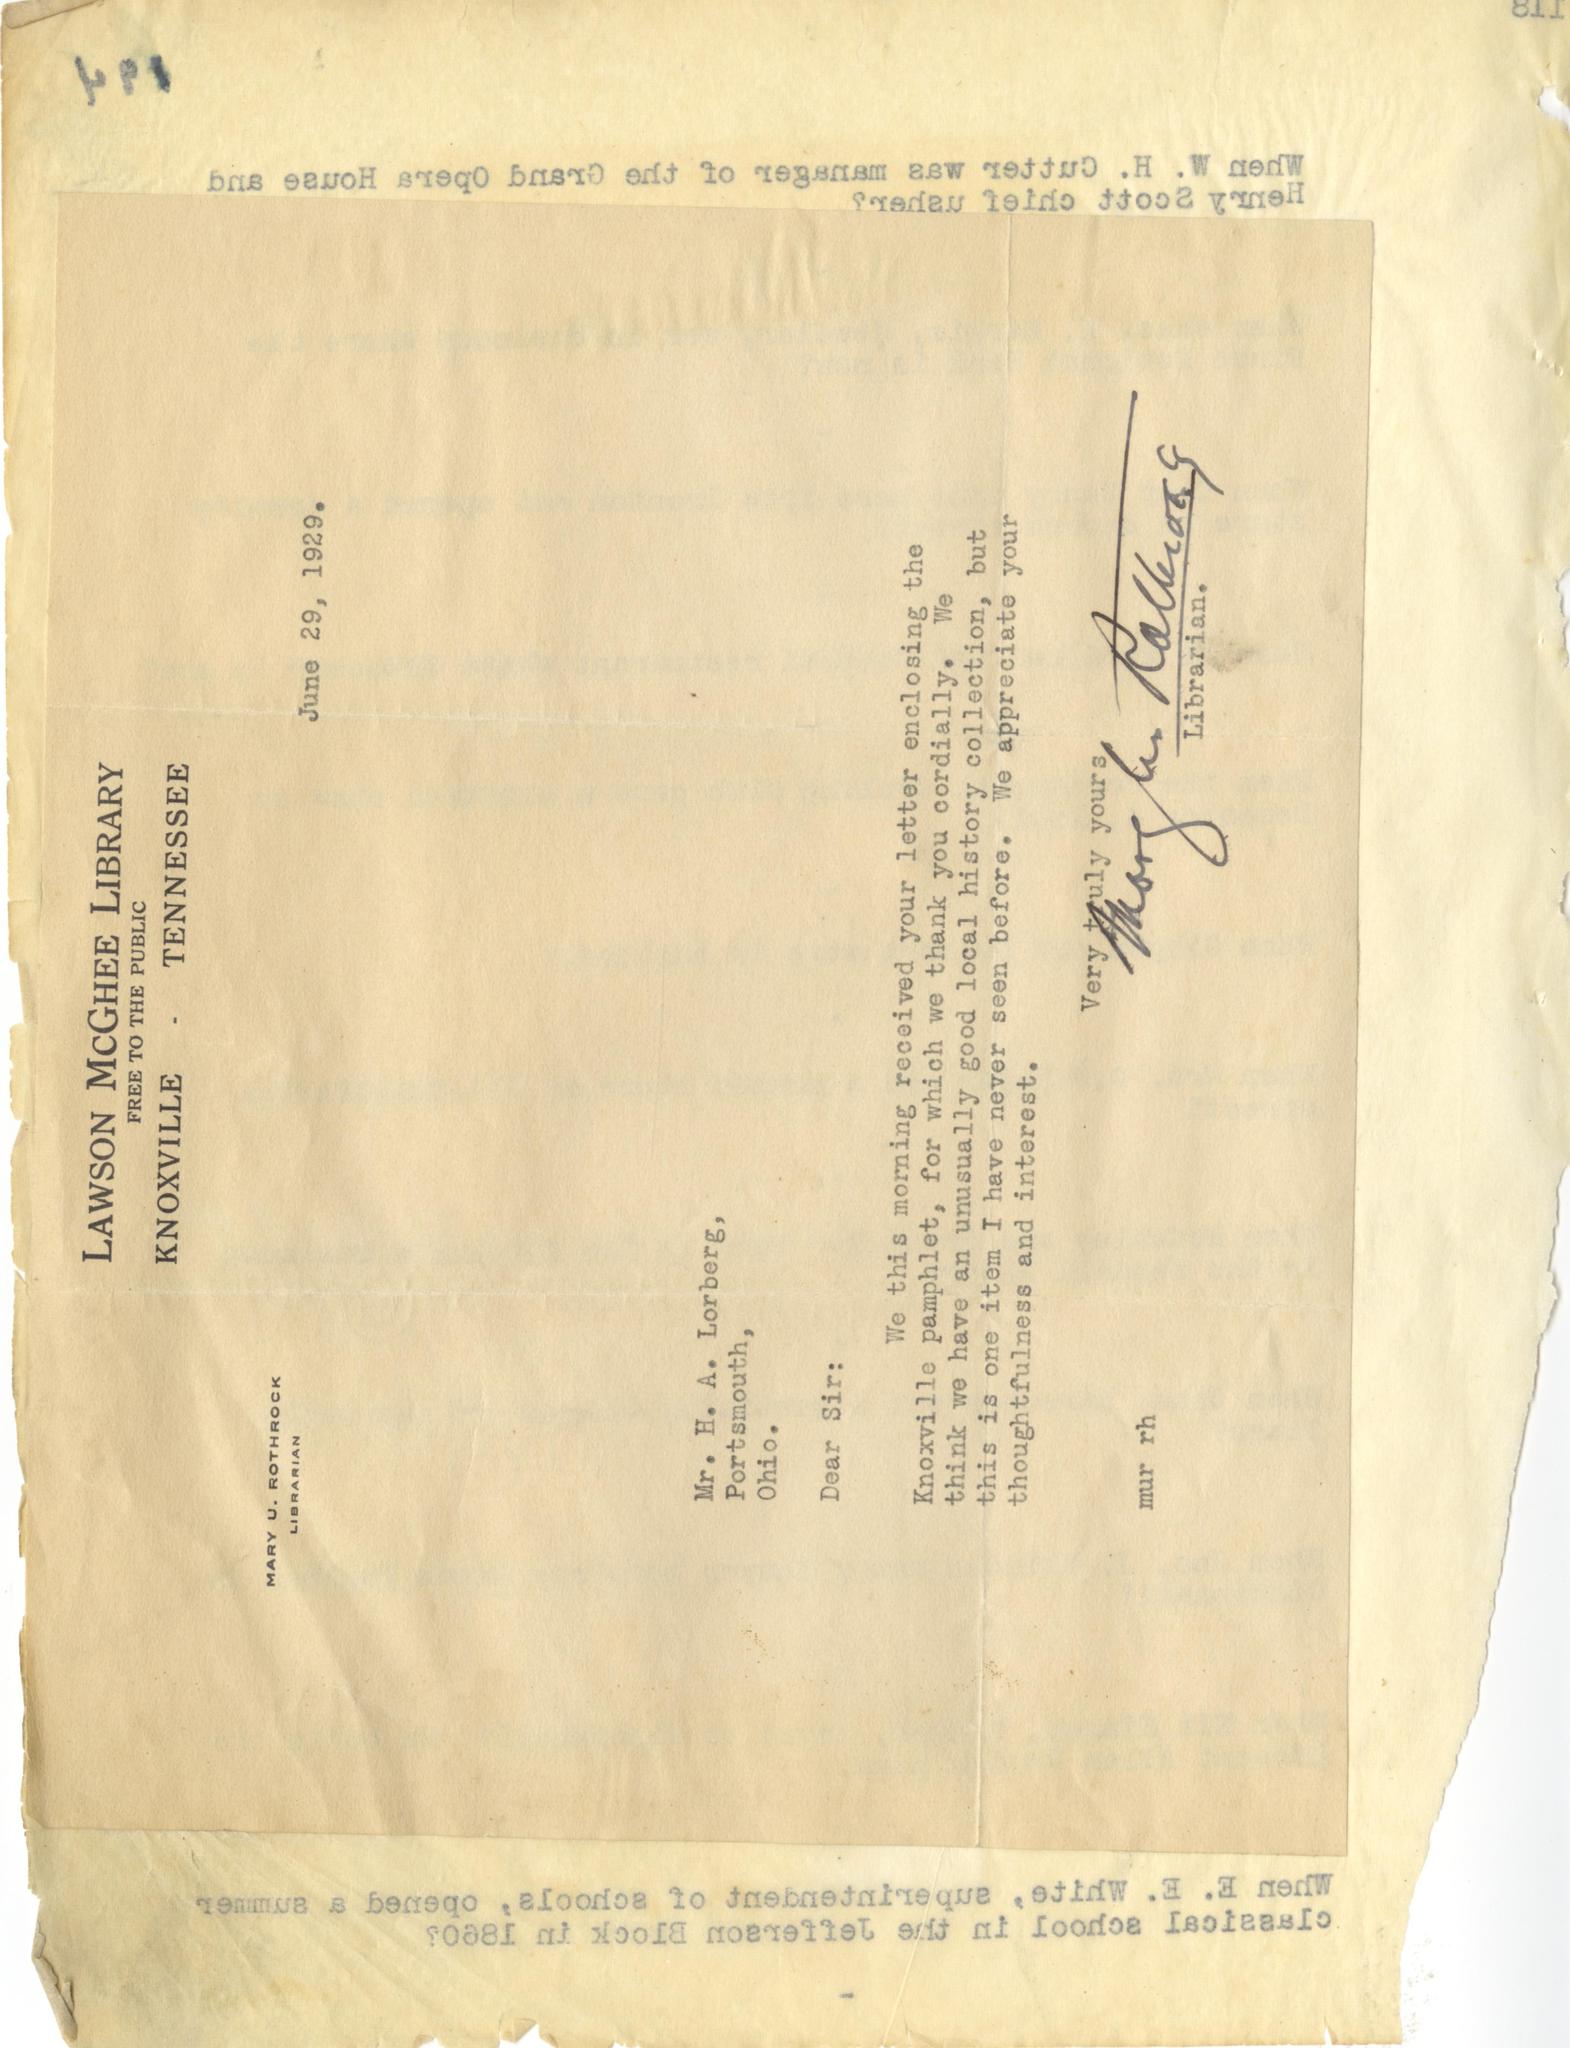 118
When W. H. Cutter was manager of the Grand Opera House and
Henry Scott chief usher?
LAWSON MCGHEE LIBRARY
FREE TO THE PUBLIC
KNOXVILLE - TENNESSEE
MARY U. ROTHROCK
LIBRARIAN
June 29, 1929.
Mr. H. A. Lorberg,
Portsmouth,
Ohio.
Dear Sir:
We this morning received your letter enclosing the
Knoxville pamphlet, for which we thank you cordially. We
think we have an unusually good local history collection, but
this is one item I have never seen before. We appreciate your
thoughtfulness and interest.
Very truly yours
Librarian.
mur rh
When E. E. White, superintendent of schools, opened a summer
classical school in the Jefferson Block in 1860?